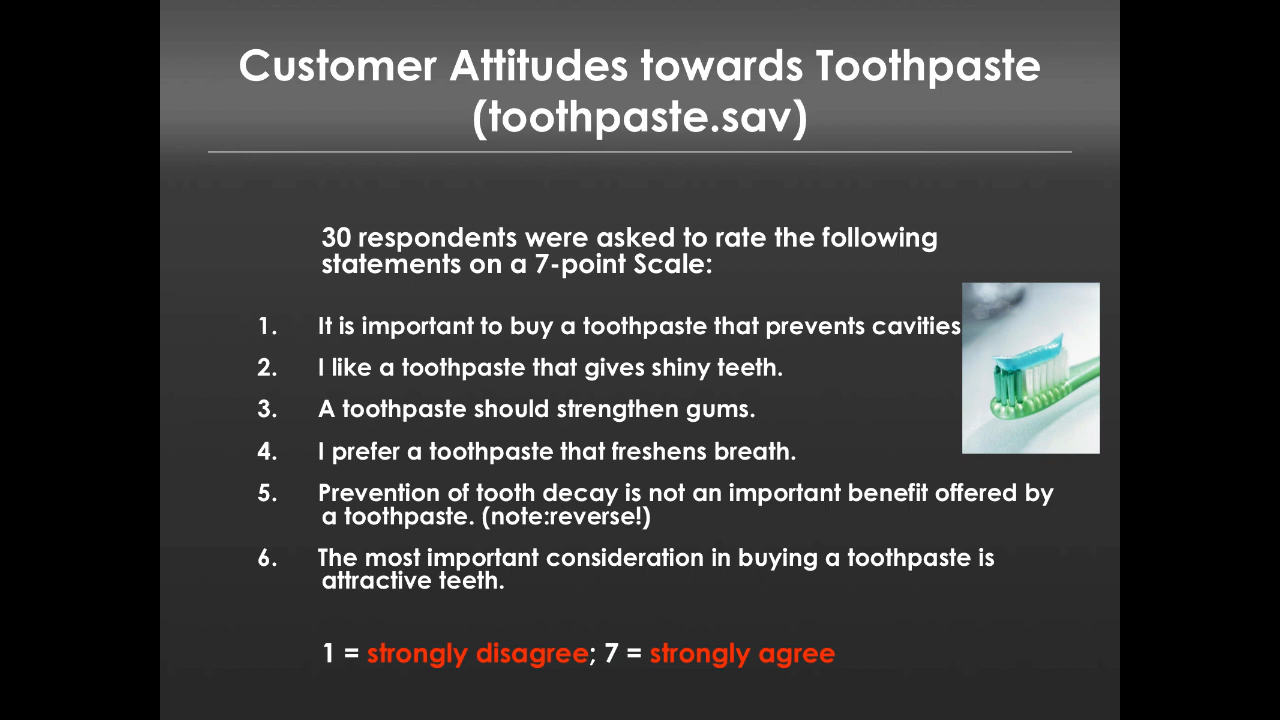 Customer Attitudes towards Toothpaste
(toothpaste.sav)
30 respondents were asked to rate the following
statements on a 7-point Scale:
1. It is important to buy a toothpaste that prevents cavities
2. I like a toothpaste that gives shiny teeth.
3. A toothpaste should strengthen gums.
4. I prefer a toothpaste that freshens breath.
5. Prevention of tooth decay is not an important benefit offered by
a toothpaste. (note:reverse!)
6. The most important consideration in buying a toothpaste is
attractive teeth.
1 = strongly disagree; 7 = strongly agree